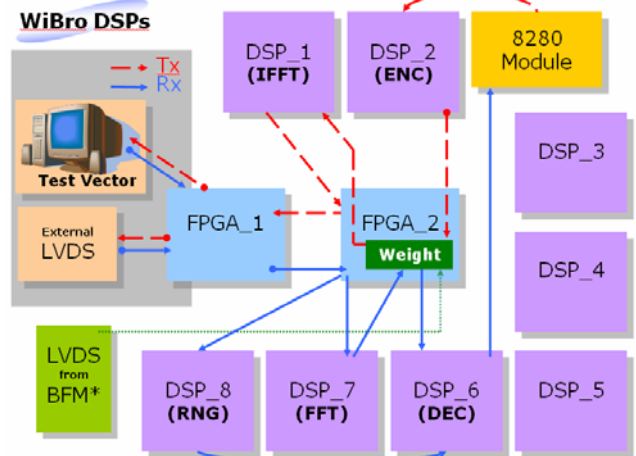 WiBro DSPs
Tx
Rx
Test Vector
External
LVDS
LVDS
from
BFM*
DSP_1
(IFFT)
DSP_2
(ENC)
8280
Module
DSP_3
FPGA_1
FPGA_2
Weight
DSP_4
DSP_8
(RNG)
DSP_7
(FFT)
DSP_6
(DEC)
DSP_5